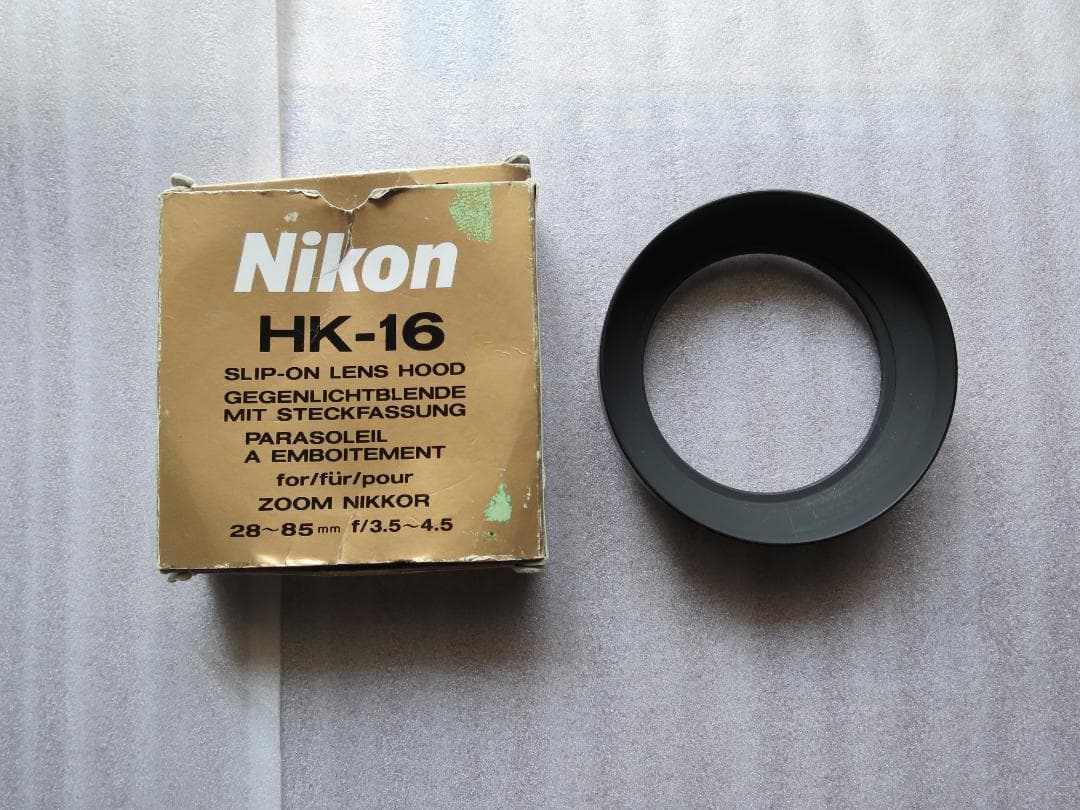 Nikon
HK-16
SLIP-ON LENS HOOD
GEGENLICHTBLENDE
MIT STECKFASSUNG
PARASOLEIL
A EMBOITEMENT
for/für/pour
ZOOM NIKKOR
28~85mm f/3.5~4.5